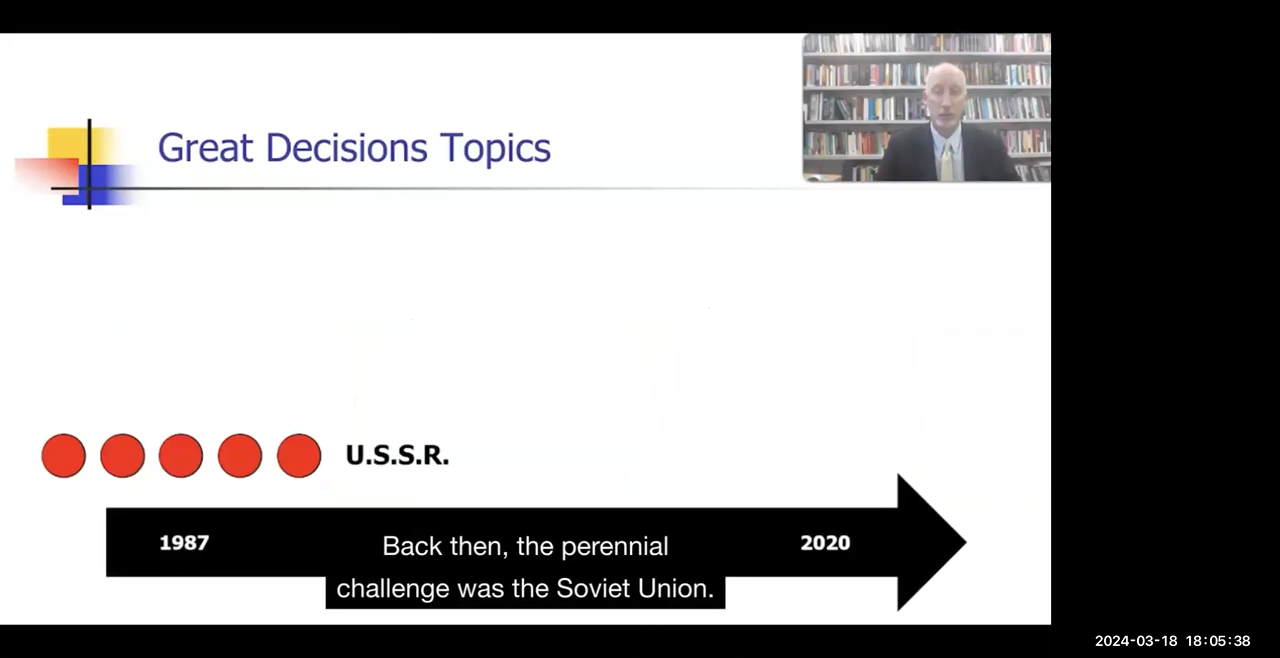 Great Decisions Topics
U.S.S.R.
1987
2020
Back then, the perennial
challenge was the Soviet Union.
2024-03-18 18:05:38